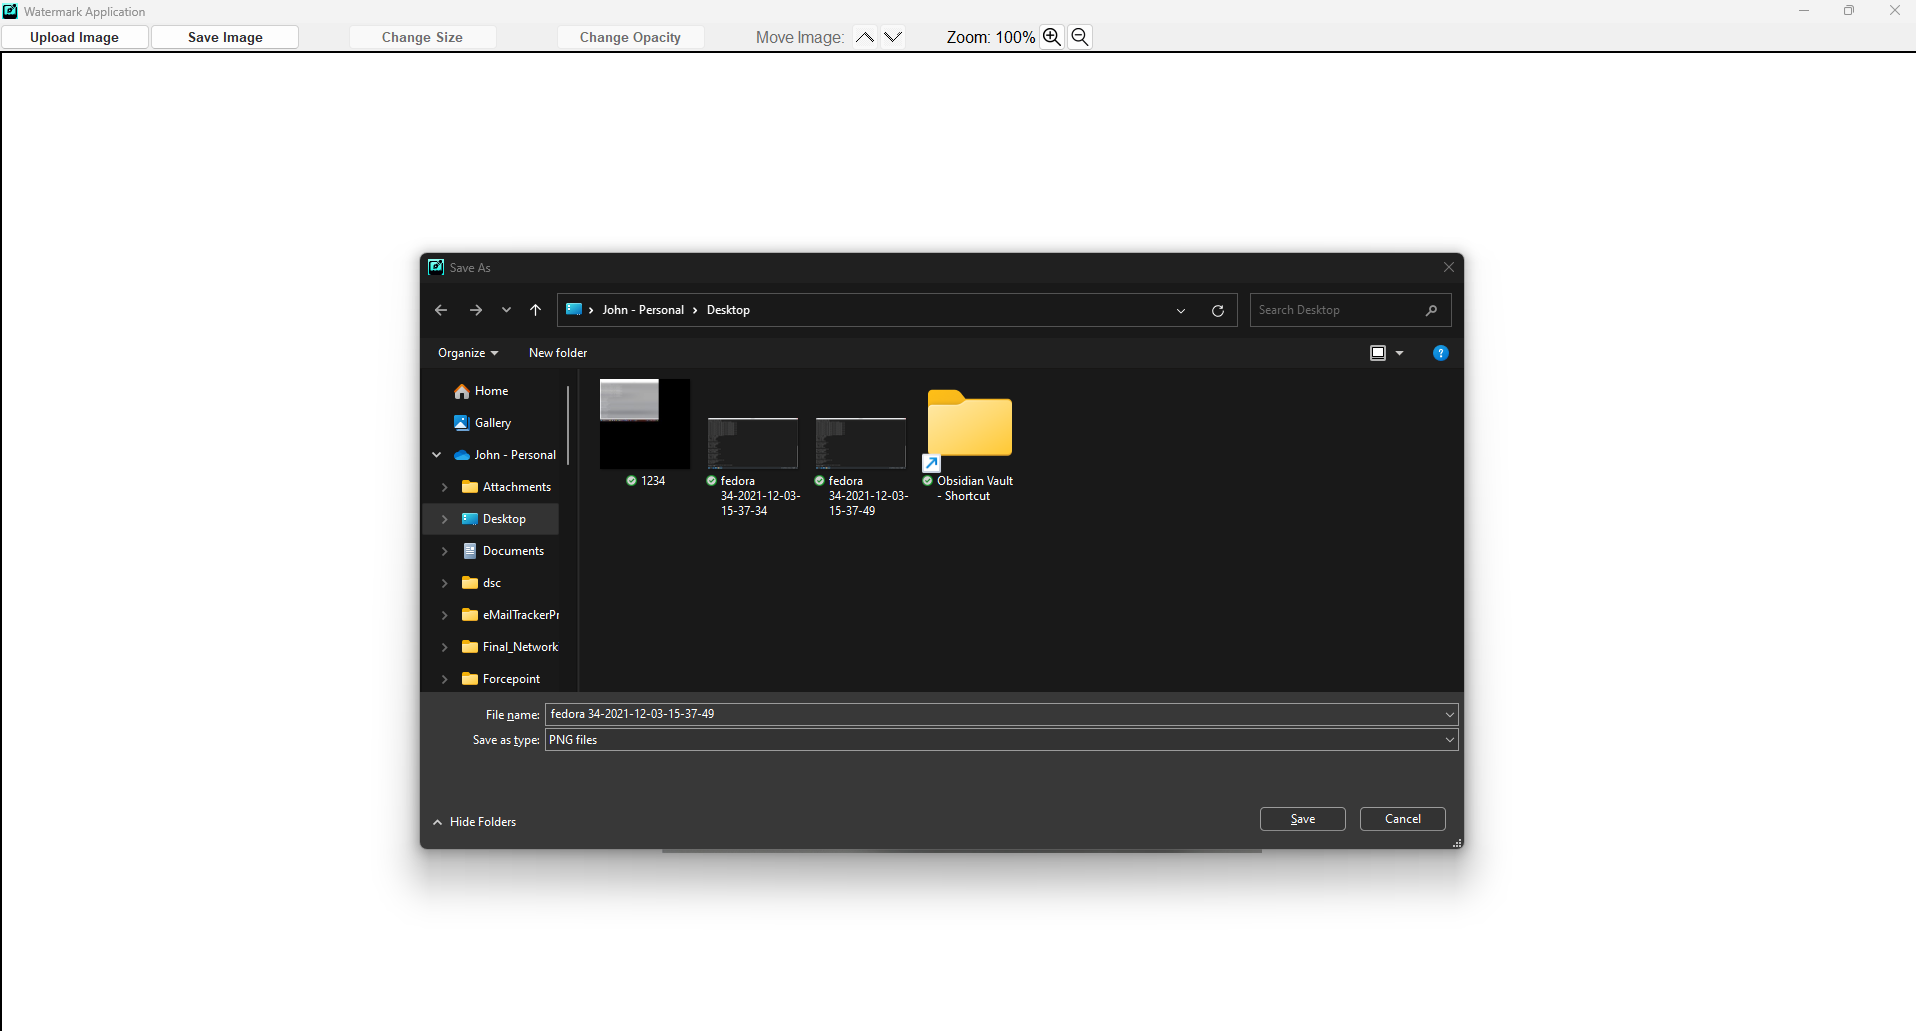 Watermark Application
Upload Image
Save Image
Change Size
Change Opacity
Move Image:
Zoom: 100%
Save As
John - Personal
Desktop
Search Desktop
Organize
New folder
Home
Gallery
John - Personal
Attachments
Desktop
Documents
dsc
eMailTrackerPr
Final_Network
Forcepoint
1234
fedora
34-2021-12-03-
15-37-34
fedora
34-2021-12-03-
15-37-49
Obsidian Vault
- Shortcut
File name: fedora 34-2021-12-03-15-37-49
Save as type: PNG files
Hide Folders
Save
Cancel